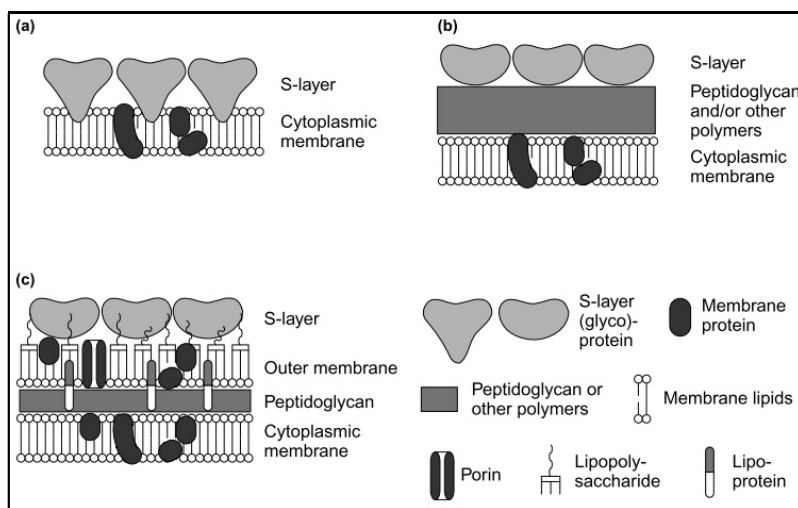 (a)
S-layer
Cytoplasmic
membrane
(b)
S-layer
Peptidoglycan
and/or other
polymers
Cytoplasmic
membrane
(c)
S-layer
Outer membrane
Peptidoglycan
Cytoplasmic
membrane
S-layer
(glyco)-
protein
Membrane
protein
Peptidoglycan or
other polymers
Membrane lipids
Porin
Lipopoly-
saccharide
Lipo-
protein